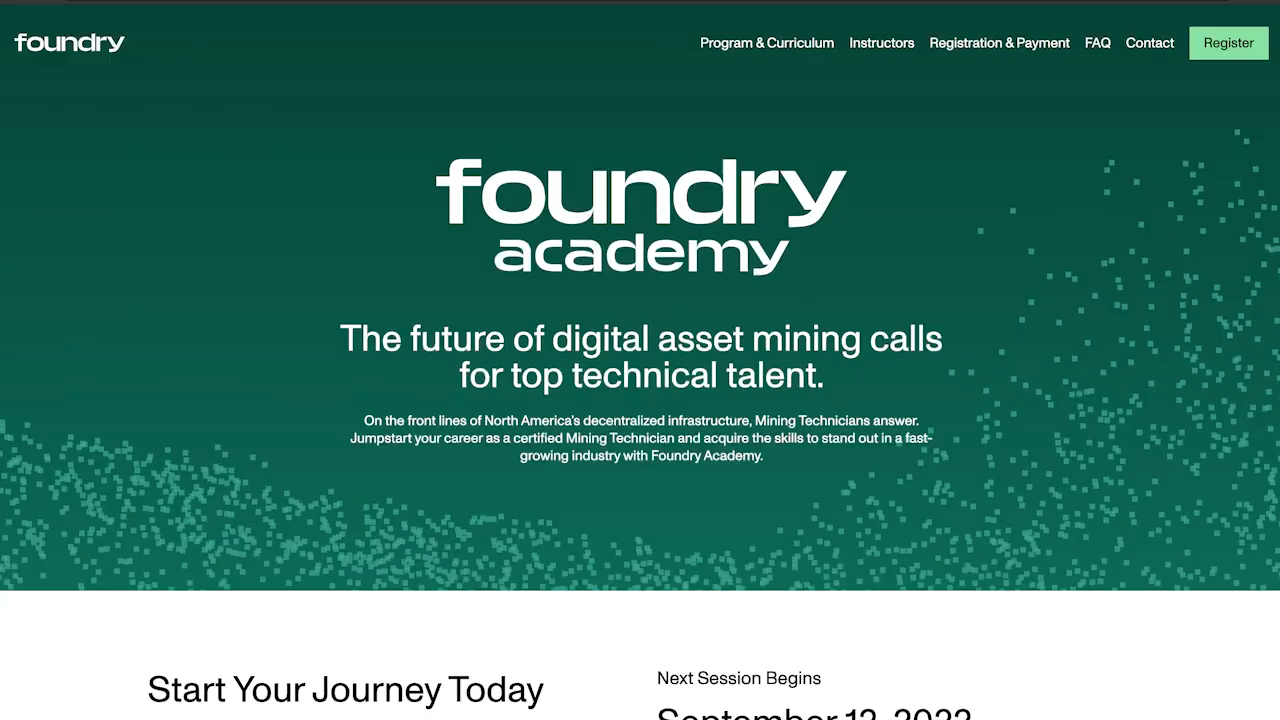 foundry
Program & Curriculum Instructors Registration & Payment FAQ Contact Register
foundry
academy
The future of digital asset mining calls
for top technical talent.
On the front lines of North America's decentralized infrastructure, Mining Technicians answer.
Jumpstart your career as a certified Mining Technician and acquire the skills to stand out in a fast-
growing industry with Foundry Academy.
Start Your Journey Today
Next Session Begins
September 12, 2022